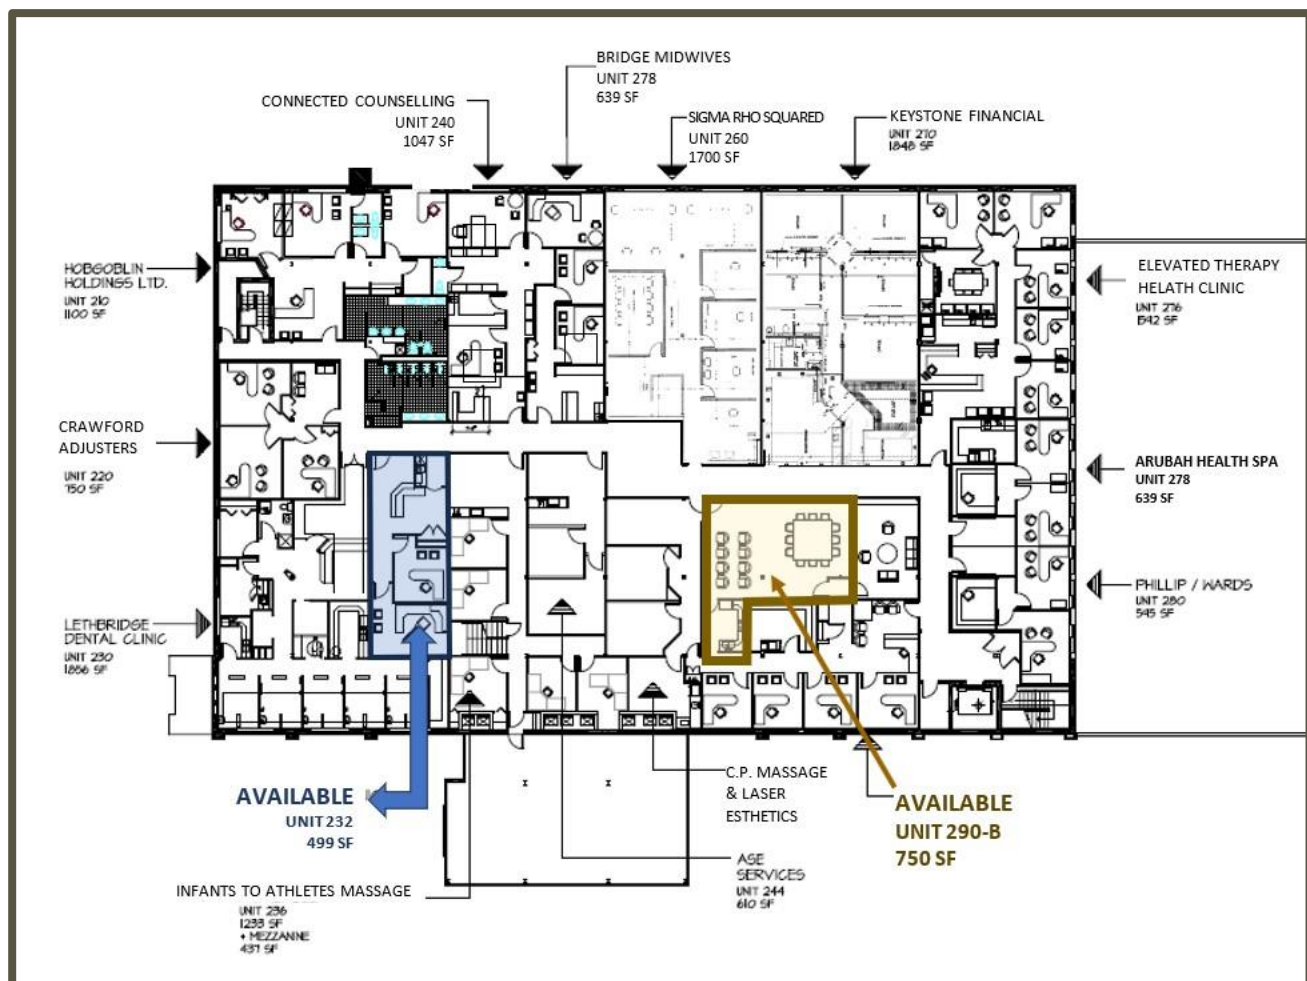 BRIDGE MIDWIVES
UNIT 278
639 SF
CONNECTED COUNSELLING
UNIT 240
1047 SF
SIGMA RHO SQUARED
UNIT 260
1700 SF
KEYSTONE FINANCIAL
UNIT 270
1848 SF
HOBGOBLIN
HOLDINGS LTD.
UNIT 210
1100 SF
ELEVATED THERAPY
HELATH CLINIC
UNIT 276
1542 SF
CRAWFORD
ADJUSTERS
UNIT 220
750 SF
ARUBAH HEALTH SPA
UNIT 278
639 SF
LETHBRIDGE
DENTAL CLINIC
UNIT 230
1856 SF
PHILLIP / WARDS
UNIT 280
545 SF
AVAILABLE
UNIT 232
499 SF
C.P. MASSAGE
& LASER
ESTHETICS
AVAILABLE
UNIT 290-B
750 SF
ASE
SERVICES
UNIT 244
610 SF
INFANTS TO ATHLETES MASSAGE
UNIT 236
1233 SF
+ MEZZANNE
437 SF